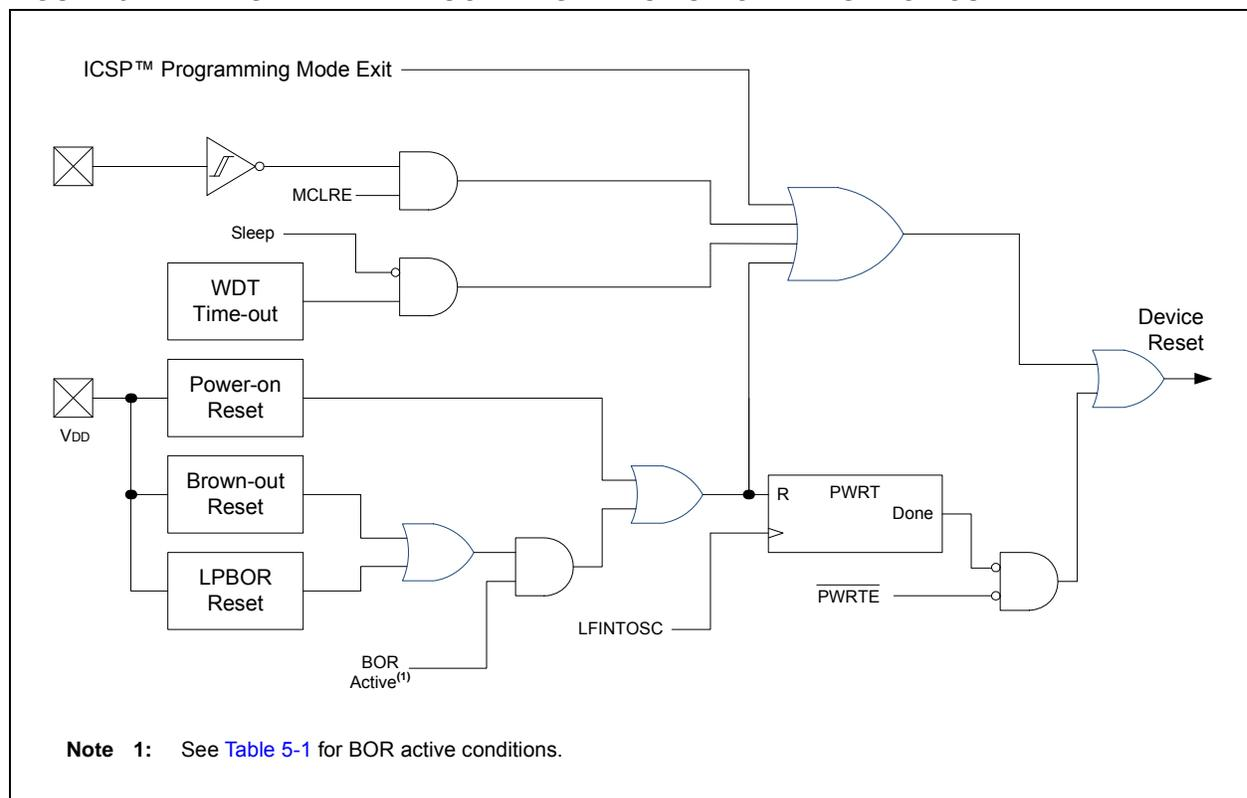 ICSP™ Programming Mode Exit
MCLRE
Sleep
WDT
Time-out
Device
Reset
Power-on
Reset
VDD
Brown-out
Reset
R PWRT
Done
LPBOR
Reset
PWRTE
LFINTOSC
BOR
Active(1)
Note 1: See Table 5-1 for BOR active conditions.